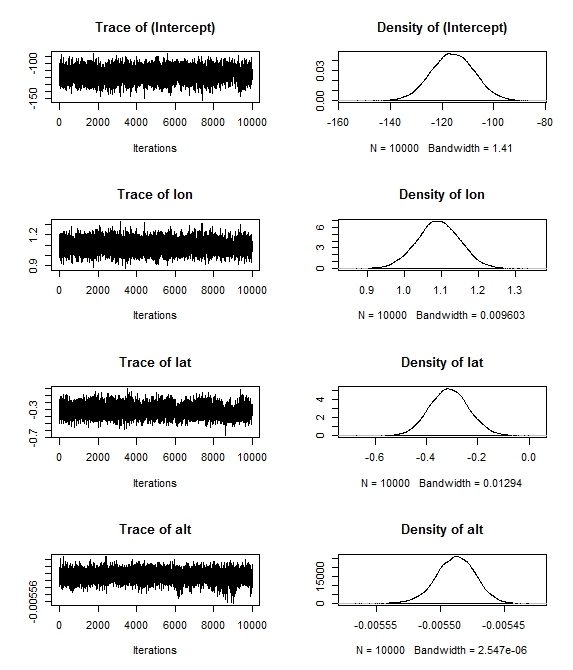 Trace of (Intercept)
-150 -100
0 2000 4000 6000 8000 10000
Iterations
Density of (Intercept)
0.00 0.03
-160 -140 -120 -100 -80
N = 10000 Bandwidth = 1.41
Trace of lon
0.9 1.2
0 2000 4000 6000 8000 10000
Iterations
Density of lon
0 3 6
0.9 1.0 1.1 1.2 1.3
N = 10000 Bandwidth = 0.009603
Trace of lat
-0.7 -0.3
0 2000 4000 6000 8000 10000
Iterations
Density of lat
0 2 4
-0.6 -0.4 -0.2 0.0
N = 10000 Bandwidth = 0.01294
Trace of alt
-0.00556
0 2000 4000 6000 8000 10000
Iterations
Density of alt
0 15000
-0.00555 -0.00550 -0.00545
N = 10000 Bandwidth = 2.547e-06